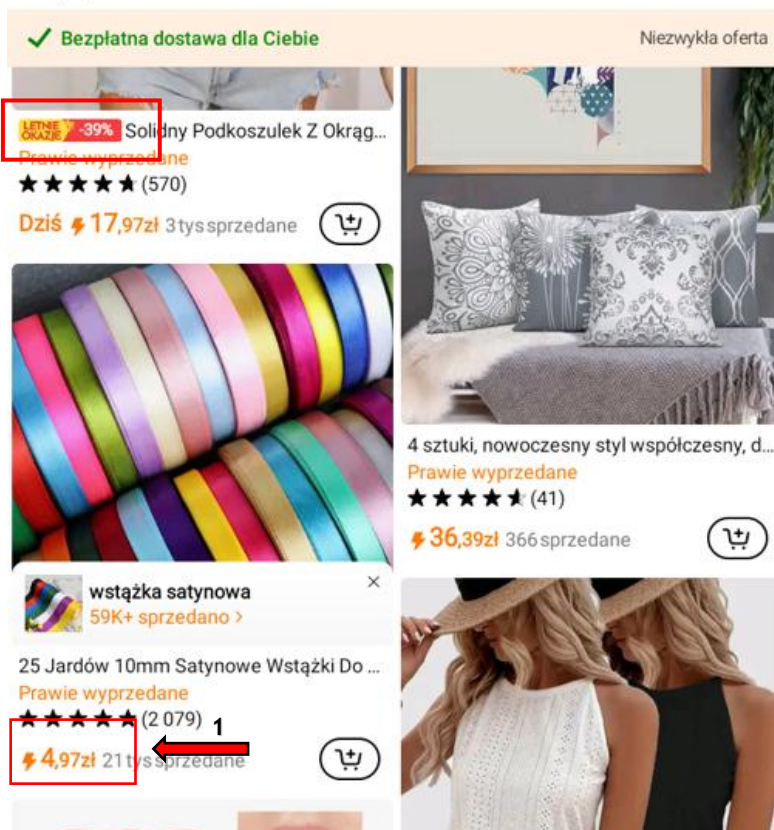 ✓ Bezpłatna dostawa dla Ciebie
Niezwykła oferta
LETNIE OKAZJE -39% Solidny Podkoszulek Z Okrąg...
Prawie wyprzedane
(570)
Dziś 17,97zł 3 tys sprzedane
wstążka satynowa
59K+ sprzedano >
25 Jardów 10mm Satynowe Wstążki Do ...
Prawie wyprzedane
(2 079)
1
4,97zł 21 tys sprzedane
4 sztuki, nowoczesny styl współczesny, d...
Prawie wyprzedane
(41)
36,39zł 366 sprzedane